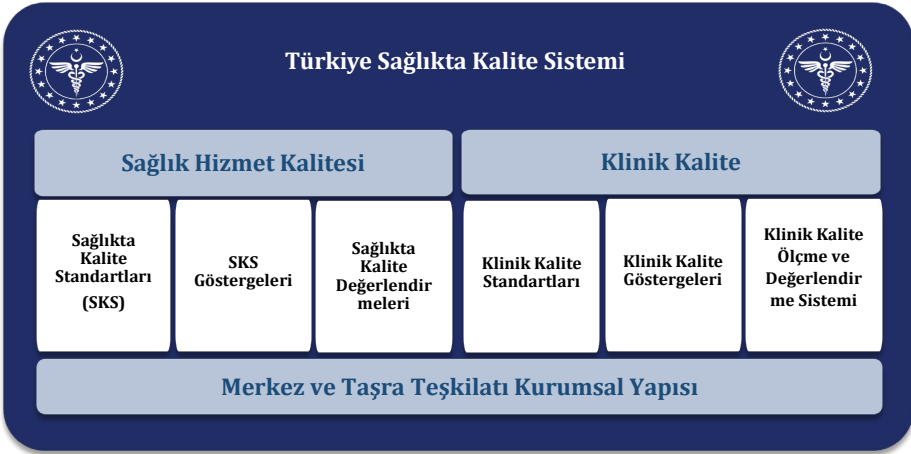 Türkiye Sağlıkta Kalite Sistemi
Sağlık Hizmet Kalitesi
Klinik Kalite
Sağlıkta
Kalite
Standartları
(SKS)
SKS
Göstergeleri
Sağlıkta
Kalite
Değerlendir
meleri
Klinik Kalite
Standartları
Klinik Kalite
Göstergeleri
Klinik Kalite
Ölçme ve
Değerlendir
me Sistemi
Merkez ve Taşra Teşkilatı Kurumsal Yapısı